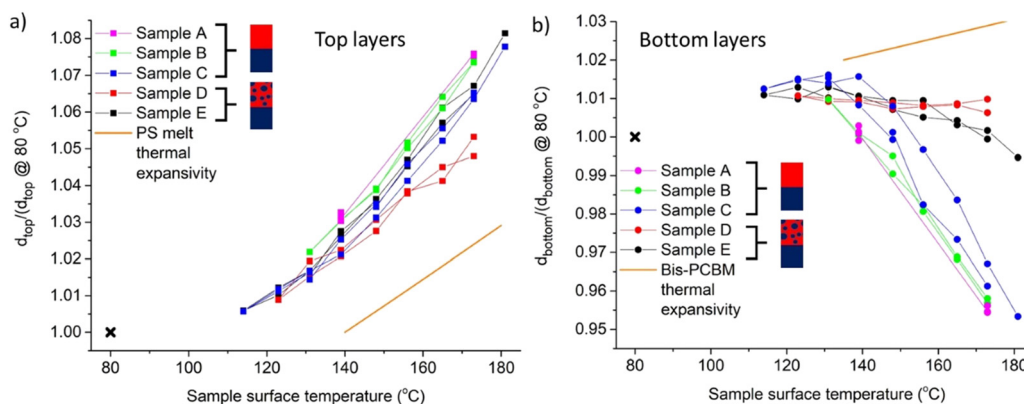 a)
Top layers
Sample A
Sample B
Sample C
Sample D
Sample E
PS melt
thermal
expansivity
d_top/(d_top @ 80 °C)
1.08
1.07
1.06
1.05
1.04
1.03
1.02
1.01
1.00
80 100 120 140 160 180
Sample surface temperature (°C)
b)
Bottom layers
Sample A
Sample B
Sample C
Sample D
Sample E
Bis-PCBM
thermal
expansivity
d_bottom/(d_bottom @ 80 °C)
1.03
1.02
1.01
1.00
0.99
0.98
0.97
0.96
0.95
80 100 120 140 160 180
Sample surface temperature (°C)